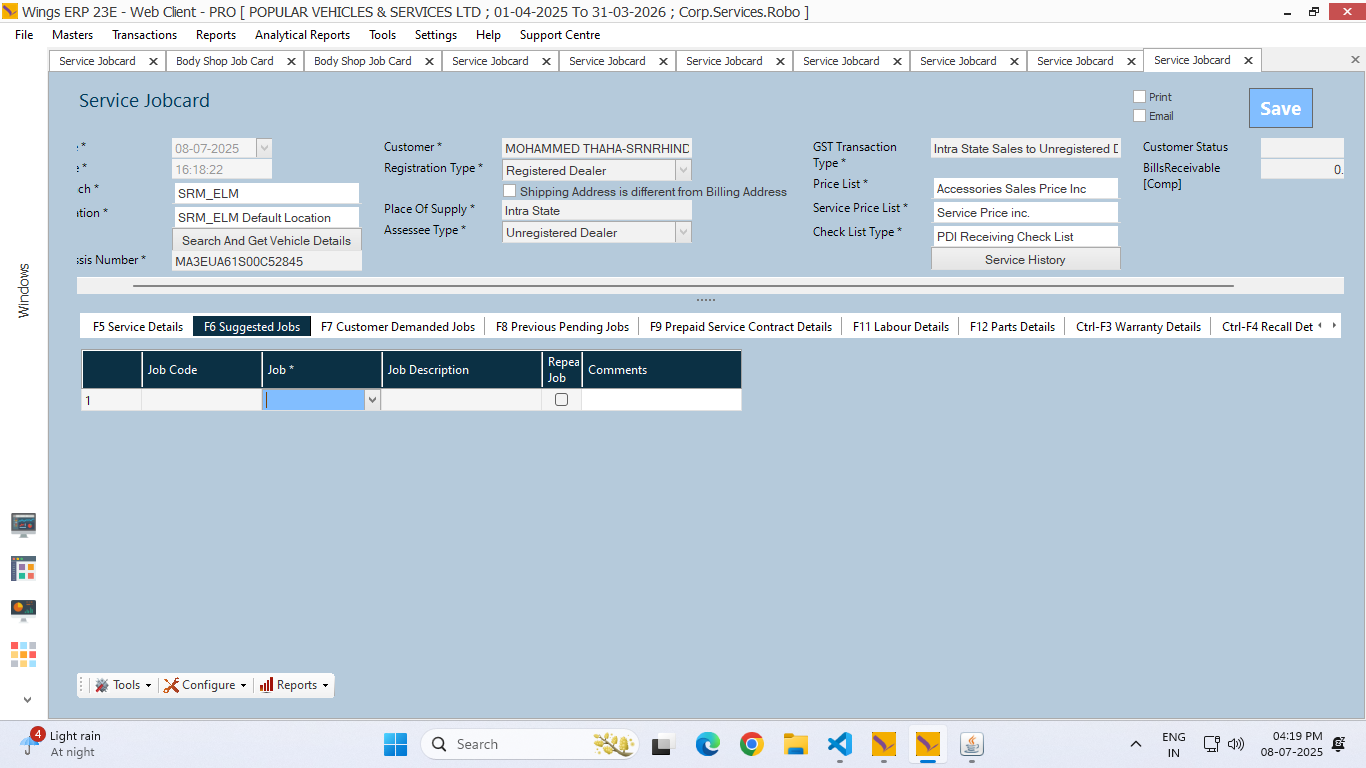 Wings ERP 23E - Web Client - PRO [ POPULAR VEHICLES & SERVICES LTD ; 01-04-2025 To 31-03-2026 ; Corp.Services.Robo ]
File Masters Transactions Reports Analytical Reports Tools Settings Help Support Centre
Service Jobcard Body Shop Job Card Body Shop Job Card Service Jobcard Service Jobcard Service Jobcard Service Jobcard Service Jobcard Service Jobcard Service Jobcard
Service Jobcard
Print
Email
Save
08-07-2025
16:18:22
SRM_ELM
SRM_ELM Default Location
Search And Get Vehicle Details
MA3EUA61S00C52845
Customer * MOHAMMED THAHA-SRNRHIND
Registration Type * Registered Dealer
Shipping Address is different from Billing Address
Place Of Supply * Intra State
Assessee Type * Unregistered Dealer
GST Transaction
Type *
Intra State Sales to Unregistered D
Price List * Accessories Sales Price Inc
Service Price List * Service Price inc.
Check List Type * PDI Receiving Check List
Service History
Customer Status
BillsReceivable
[Comp]
0.
Windows
F5 Service Details F6 Suggested Jobs F7 Customer Demanded Jobs F8 Previous Pending Jobs F9 Prepaid Service Contract Details F11 Labour Details F12 Parts Details Ctrl-F3 Warranty Details Ctrl-F4 Recall Det
Job Code Job * Job Description Repea Job Comments
1
Tools Configure Reports
4
Light rain
At night
Search
ENG
IN
04:19 PM
08-07-2025